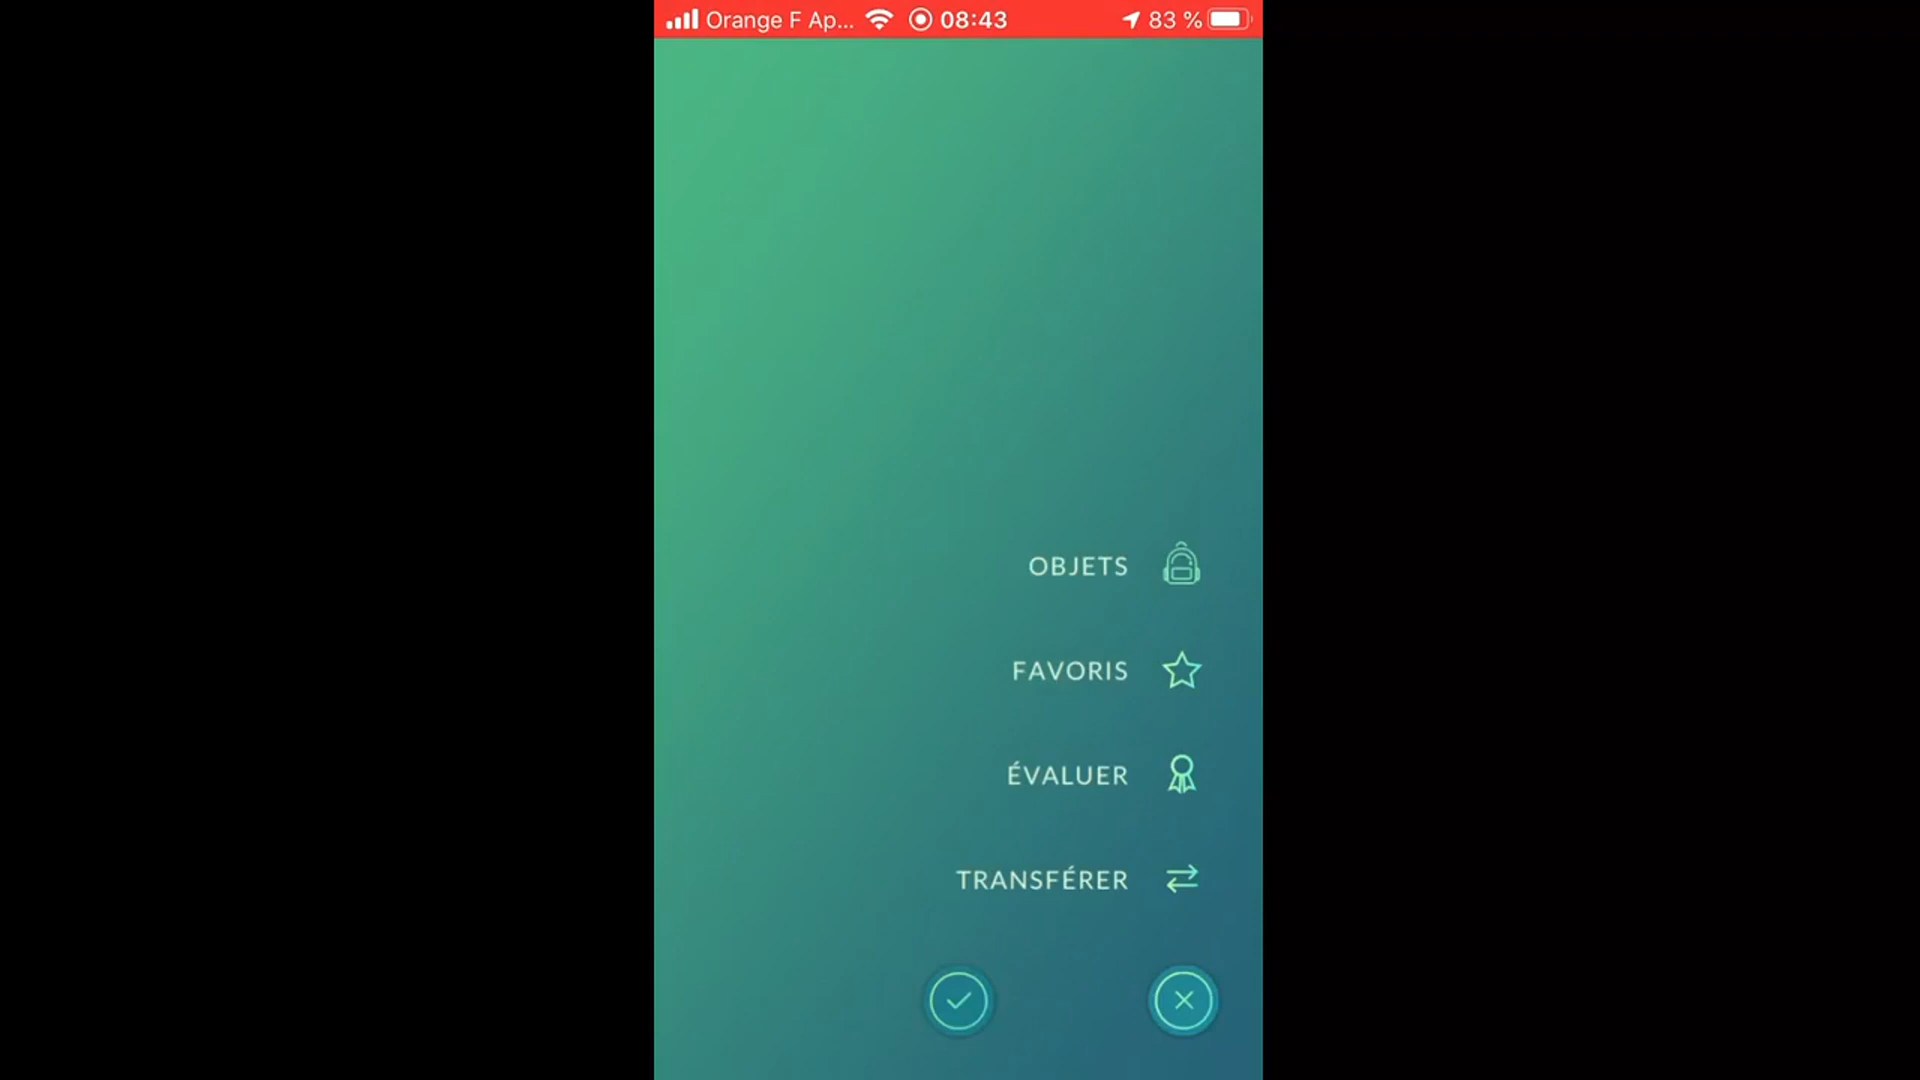 Orange F Ap... 08:43 83 %
OBJETS
FAVORIS
ÉVALUER
TRANSFÉRER